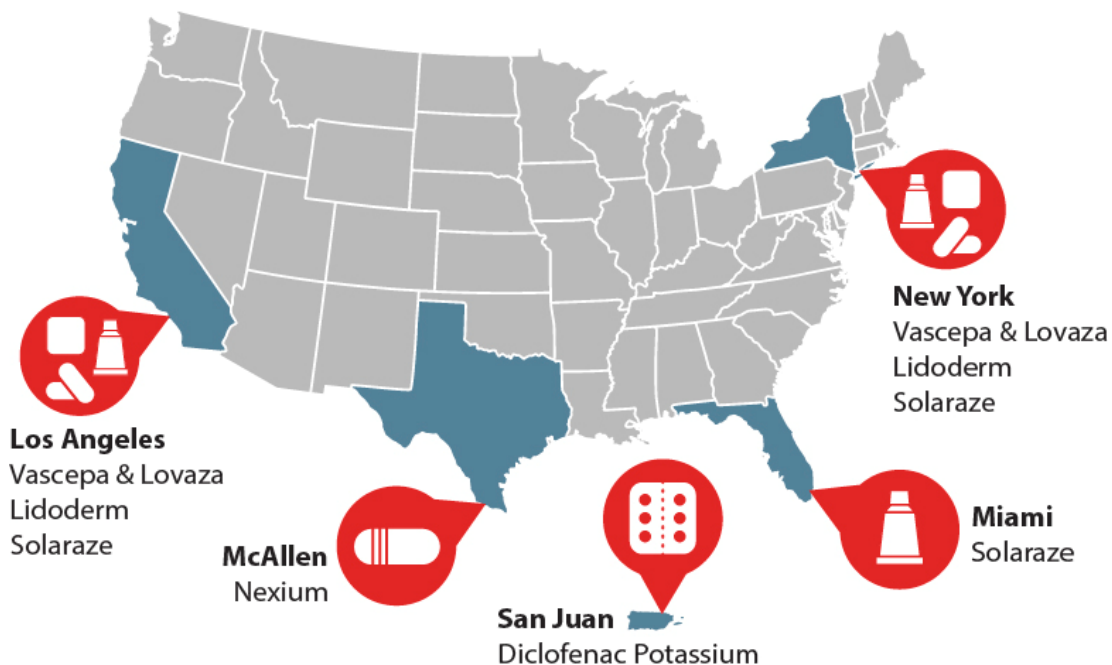 New York
Vascepa & Lovaza
Lidoderm
Solaraze
Los Angeles
Vascepa & Lovaza
Lidoderm
Solaraze
McAllen
Nexium
San Juan
Diclofenac Potassium
Miami
Solaraze